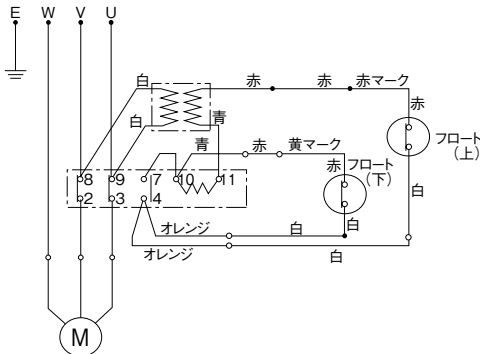 E W V U
白
赤 赤 赤マーク
赤
青
白
フロート
(上)
青 赤 黄マーク
赤 フロート
(下)
8 9 7 10 11
2 3 4
白
白
オレンジ 白
オレンジ 白
M